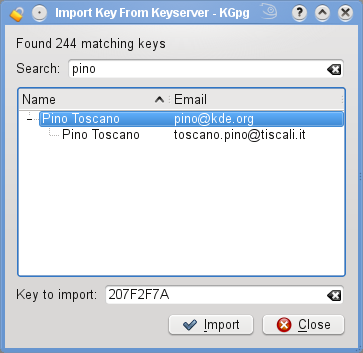 Import Key From Keyserver - KGpg
Found 244 matching keys
Search: pino
Name Email
Pino Toscano pino@kde.org
Pino Toscano toscano.pino@tiscali.it
Key to import: 207F2F7A
Import Close